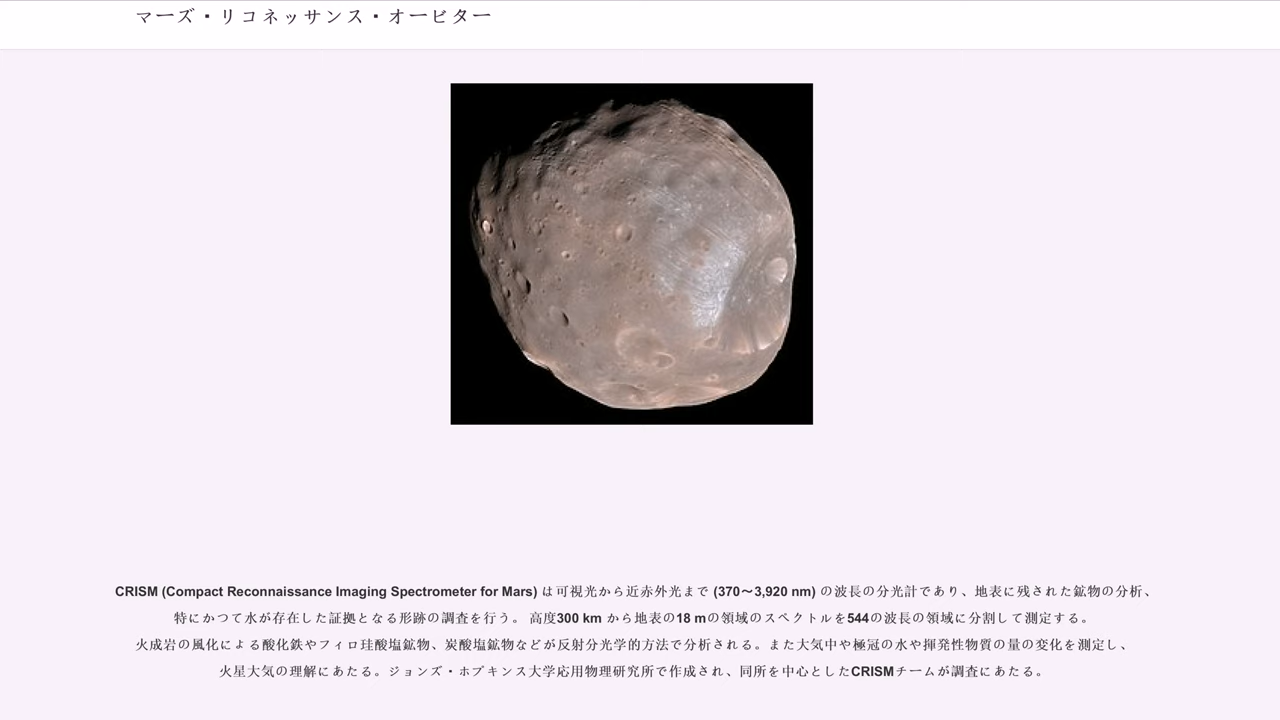 マーズ・リコネッサンス・オービター
CRISM (Compact Reconnaissance Imaging Spectrometer for Mars) は可視光から近赤外光まで (370〜3,920 nm) の波長の分光計であり、地表に残された鉱物の分析、
特にかつて水が存在した証拠となる形跡の調査を行う。 高度300 km から地表の18 mの領域のスペクトルを544の波長の領域に分割して測定する。
火成岩の風化による酸化鉄やフィロ珪酸塩鉱物、炭酸塩鉱物などが反射分光学的方法で分析される。また大気中や極冠の水や揮発性物質の量の変化を測定し、
火星大気の理解にあたる。ジョンズ・ホプキンス大学応用物理研究所で作成され、同所を中心としたCRISMチームが調査にあたる。